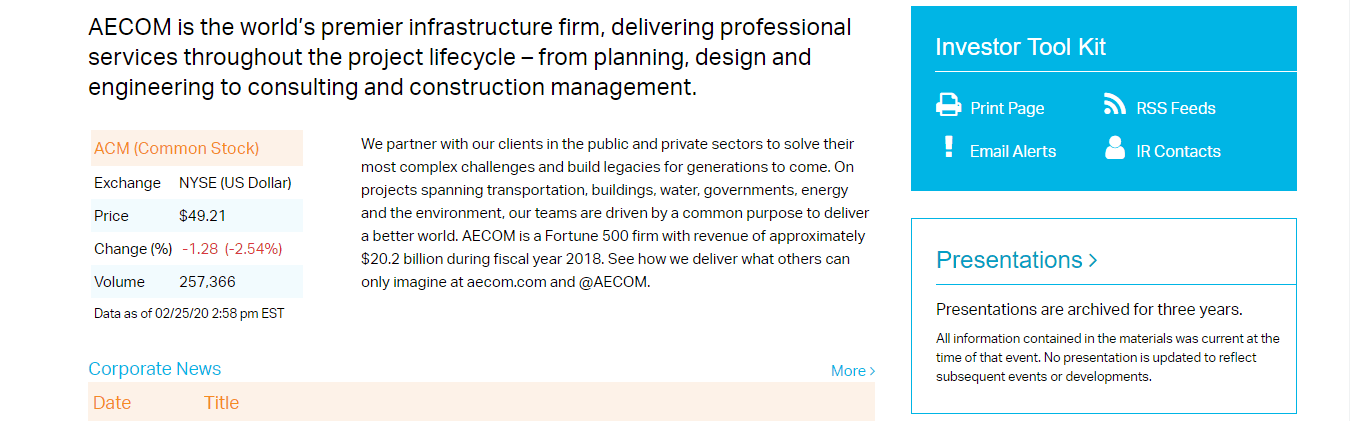 AECOM is the world’s premier infrastructure firm, delivering professional
services throughout the project lifecycle – from planning, design and
engineering to consulting and construction management.
ACM (Common Stock)
Exchange NYSE (US Dollar)
Price $49.21
Change (%) -1.28 (-2.54%)
Volume 257,366
Data as of 02/25/20 2:58 pm EST
We partner with our clients in the public and private sectors to solve their
most complex challenges and build legacies for generations to come. On
projects spanning transportation, buildings, water, governments, energy
and the environment, our teams are driven by a common purpose to deliver
a better world. AECOM is a Fortune 500 firm with revenue of approximately
$20.2 billion during fiscal year 2018. See how we deliver what others can
only imagine at aecom.com and @AECOM.
Corporate News More >
Date Title
Investor Tool Kit
Print Page RSS Feeds
Email Alerts IR Contacts
Presentations >
Presentations are archived for three years.
All information contained in the materials was current at the
time of that event. No presentation is updated to reflect
subsequent events or developments.